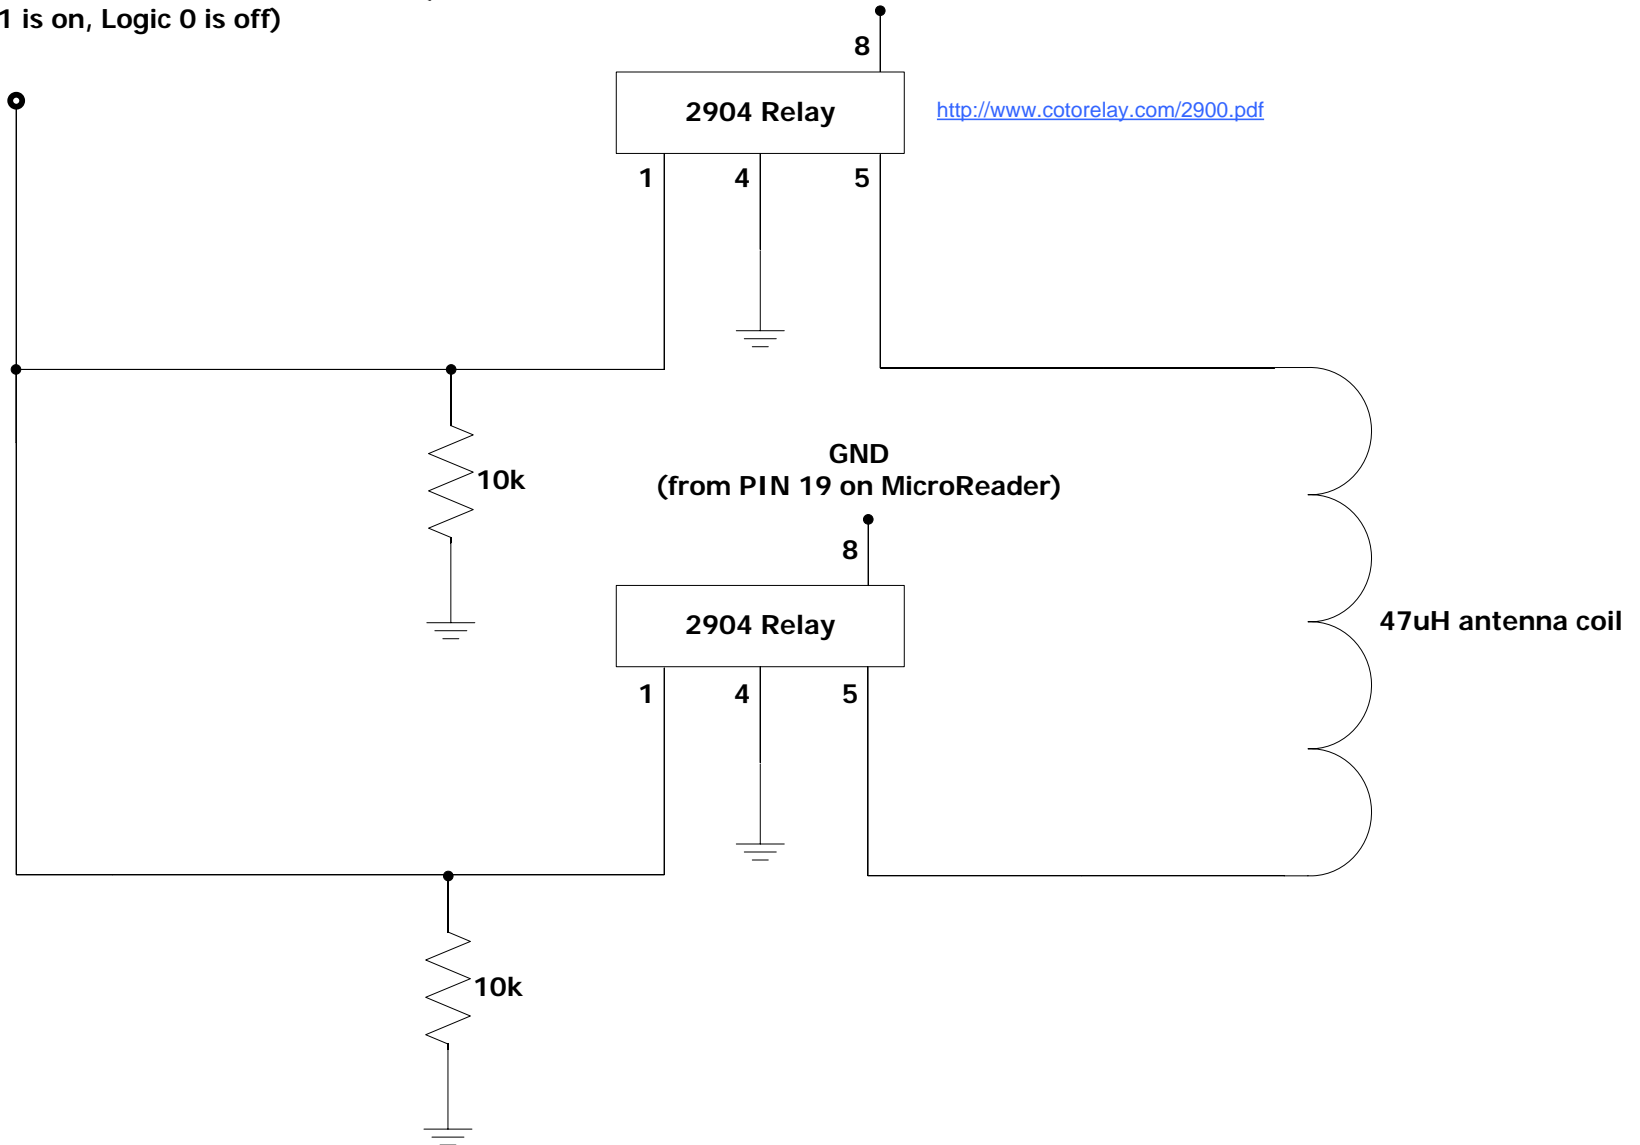 1 is on, Logic 0 is off)
8
2904 Relay
http://www.cotorelay.com/2900.pdf
1
4
5
10k
GND
(from PIN 19 on MicroReader)
8
2904 Relay
47uH antenna coil
1
4
5
10k